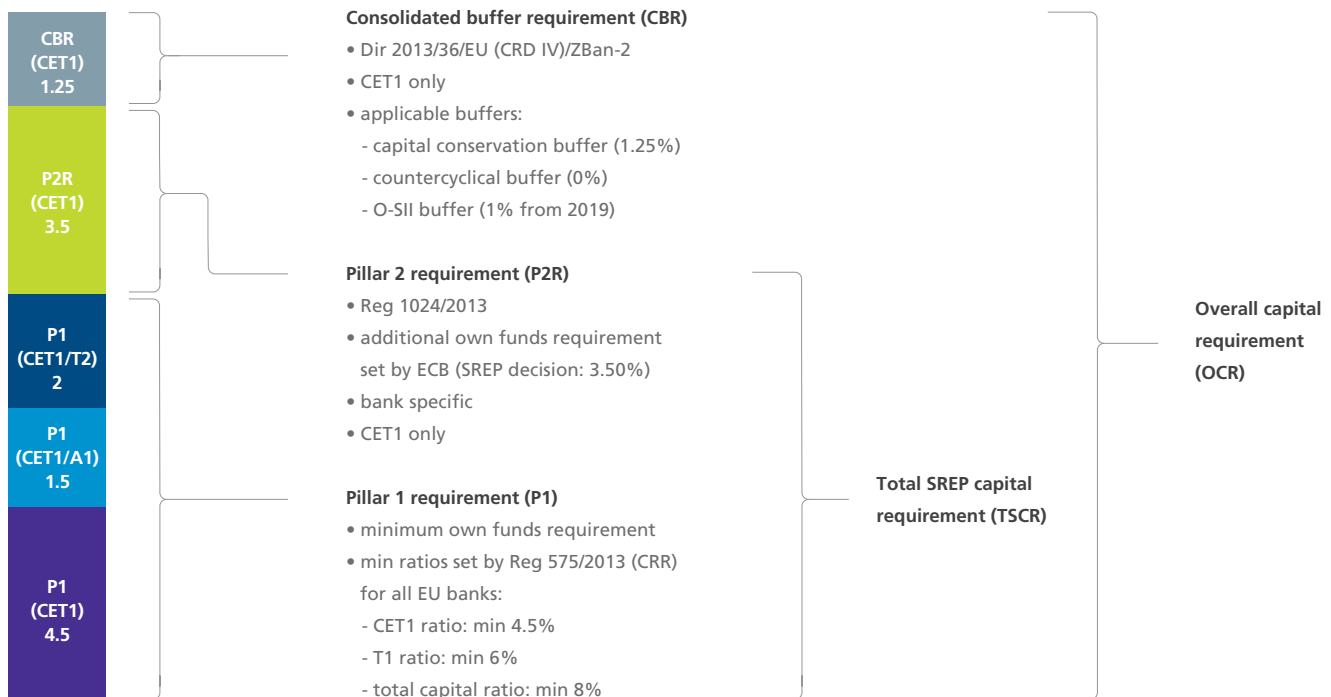 CBR
(CET1)
1.25
P2R
(CET1)
3.5
P1
(CET1/T2)
2
P1
(CET1/A1)
1.5
P1
(CET1)
4.5
Consolidated buffer requirement (CBR)
• Dir 2013/36/EU (CRD IV)/ZBan-2
• CET1 only
• applicable buffers:
- capital conservation buffer (1.25%)
- countercyclical buffer (0%)
- O-SII buffer (1% from 2019)
Pillar 2 requirement (P2R)
• Reg 1024/2013
• additional own funds requirement
set by ECB (SREP decision: 3.50%)
• bank specific
• CET1 only
Pillar 1 requirement (P1)
• minimum own funds requirement
• min ratios set by Reg 575/2013 (CRR)
for all EU banks:
- CET1 ratio: min 4.5%
- T1 ratio: min 6%
- total capital ratio: min 8%
Total SREP capital
requirement (TSCR)
Overall capital
requirement
(OCR)